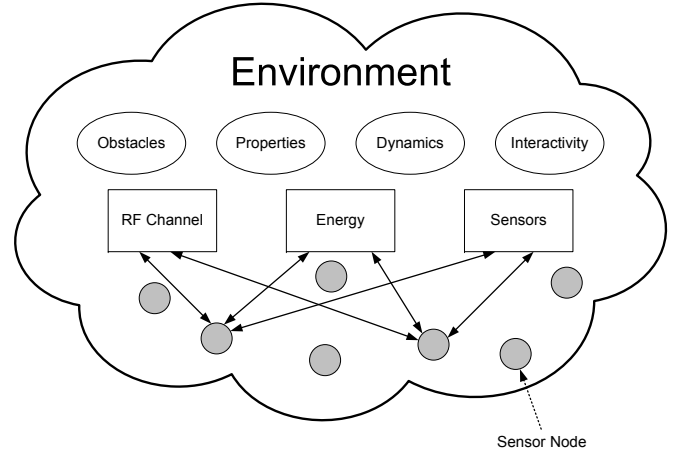 Environment
Obstacles
Properties
Dynamics
Interactivity
RF Channel
Energy
Sensors
Sensor Node